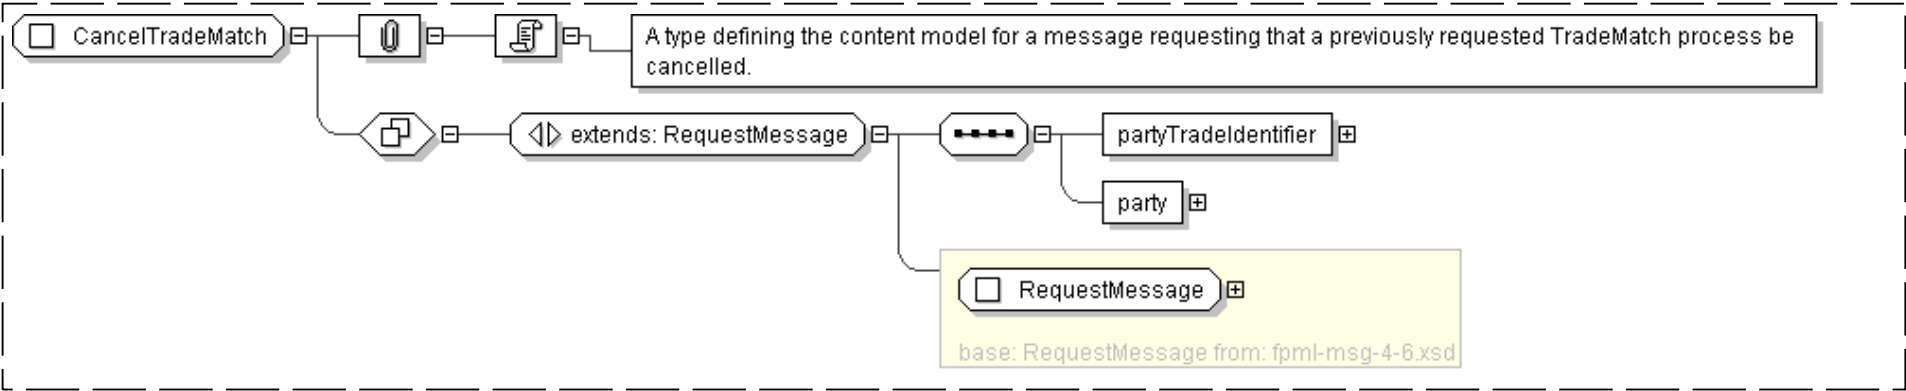 CancelTradeMatch
A type defining the content model for a message requesting that a previously requested TradeMatch process be
cancelled.
extends: RequestMessage
partyTradeIdentifier
party
RequestMessage
base: RequestMessage from: fpml-msg-4-6.xsd